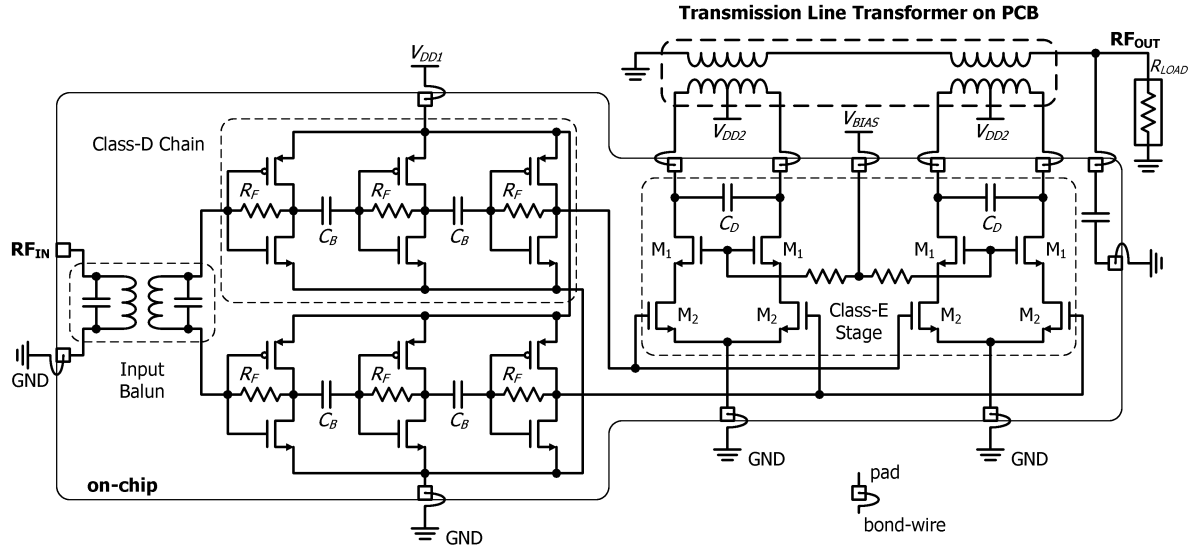 Transmission Line Transformer on PCB
RFOUT
RLOAD
VDD1
VDD2
VBIAS
VDD2
Class-D Chain
RF
RF
RF
CB
CB
CD
CD
RFIN
M1
M1
M1
M1
M2
M2
Class-E
Stage
M2
M2
GND
Input
Balun
RF
RF
RF
CB
CB
GND
GND
on-chip
GND
pad
bond-wire